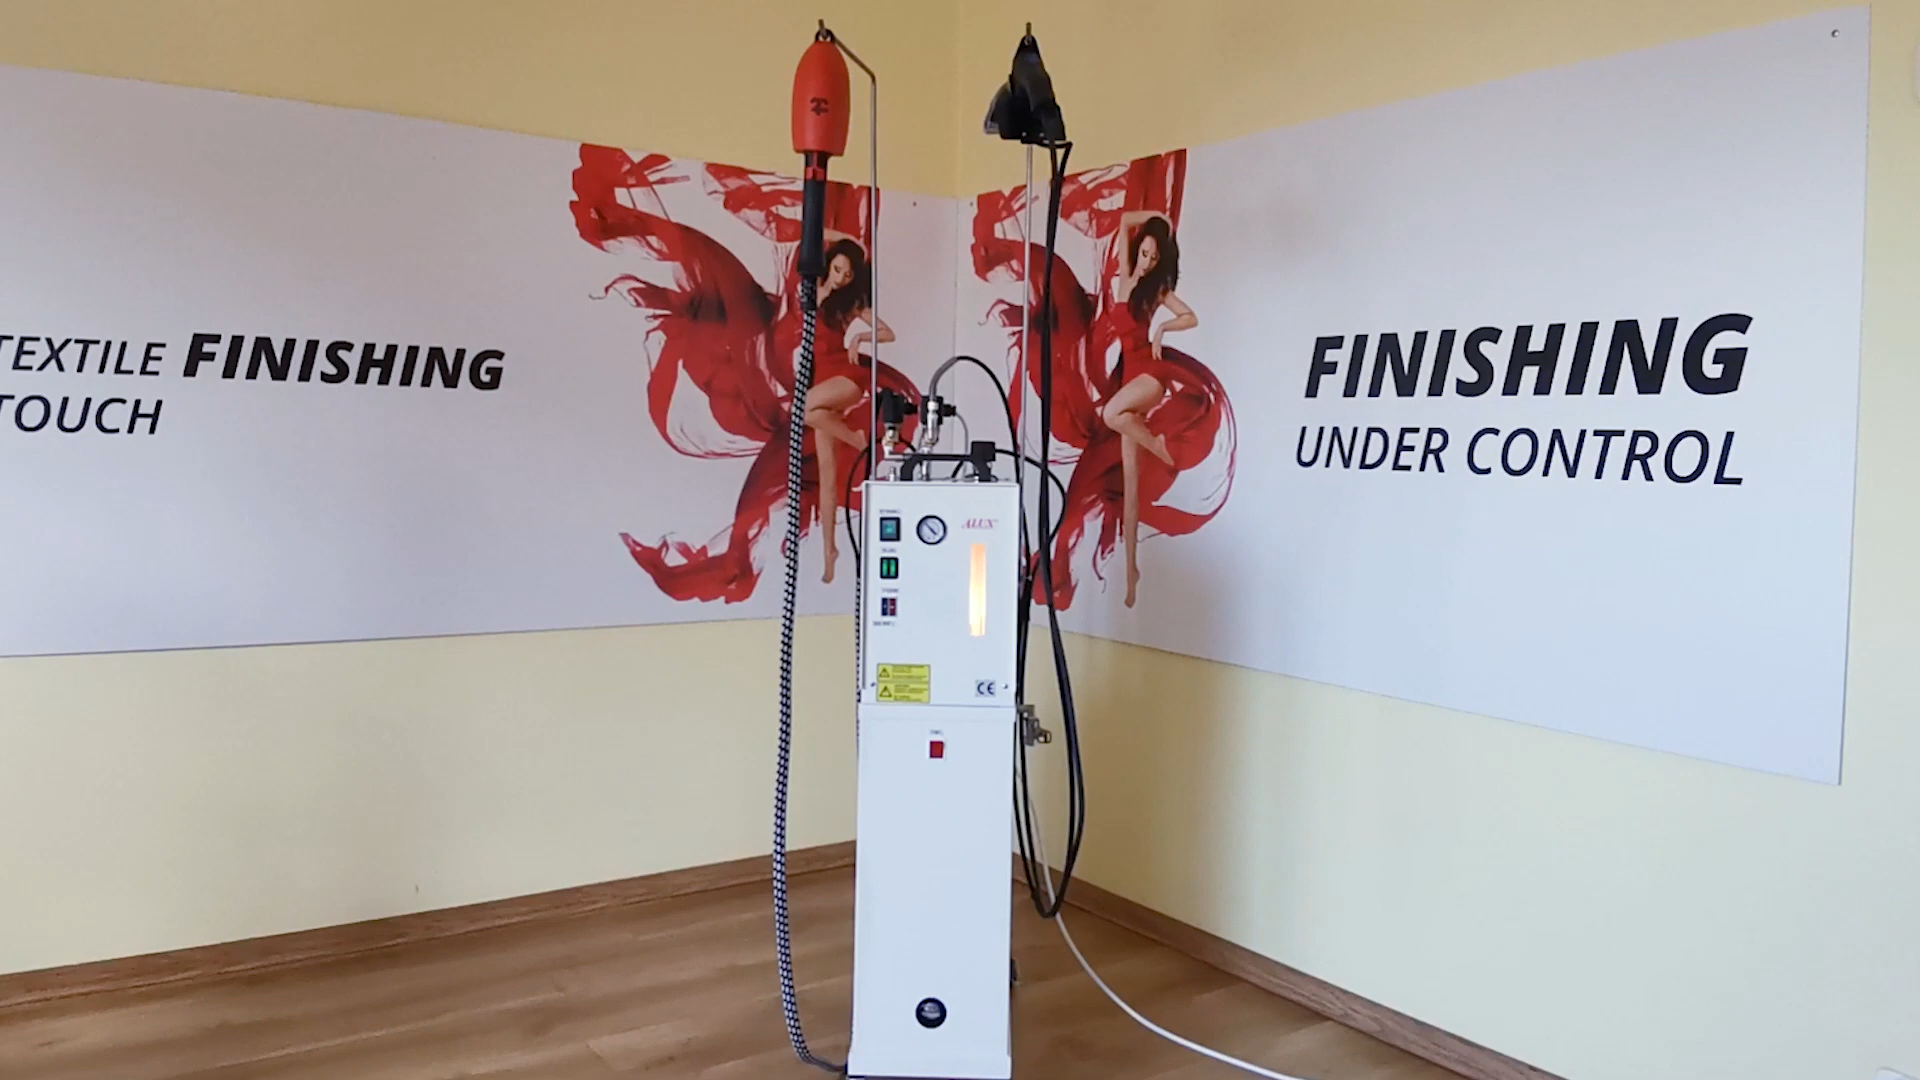 TEXTILE FINISHING
TOUCH
FINISHING
UNDER CONTROL
ALUX
CE